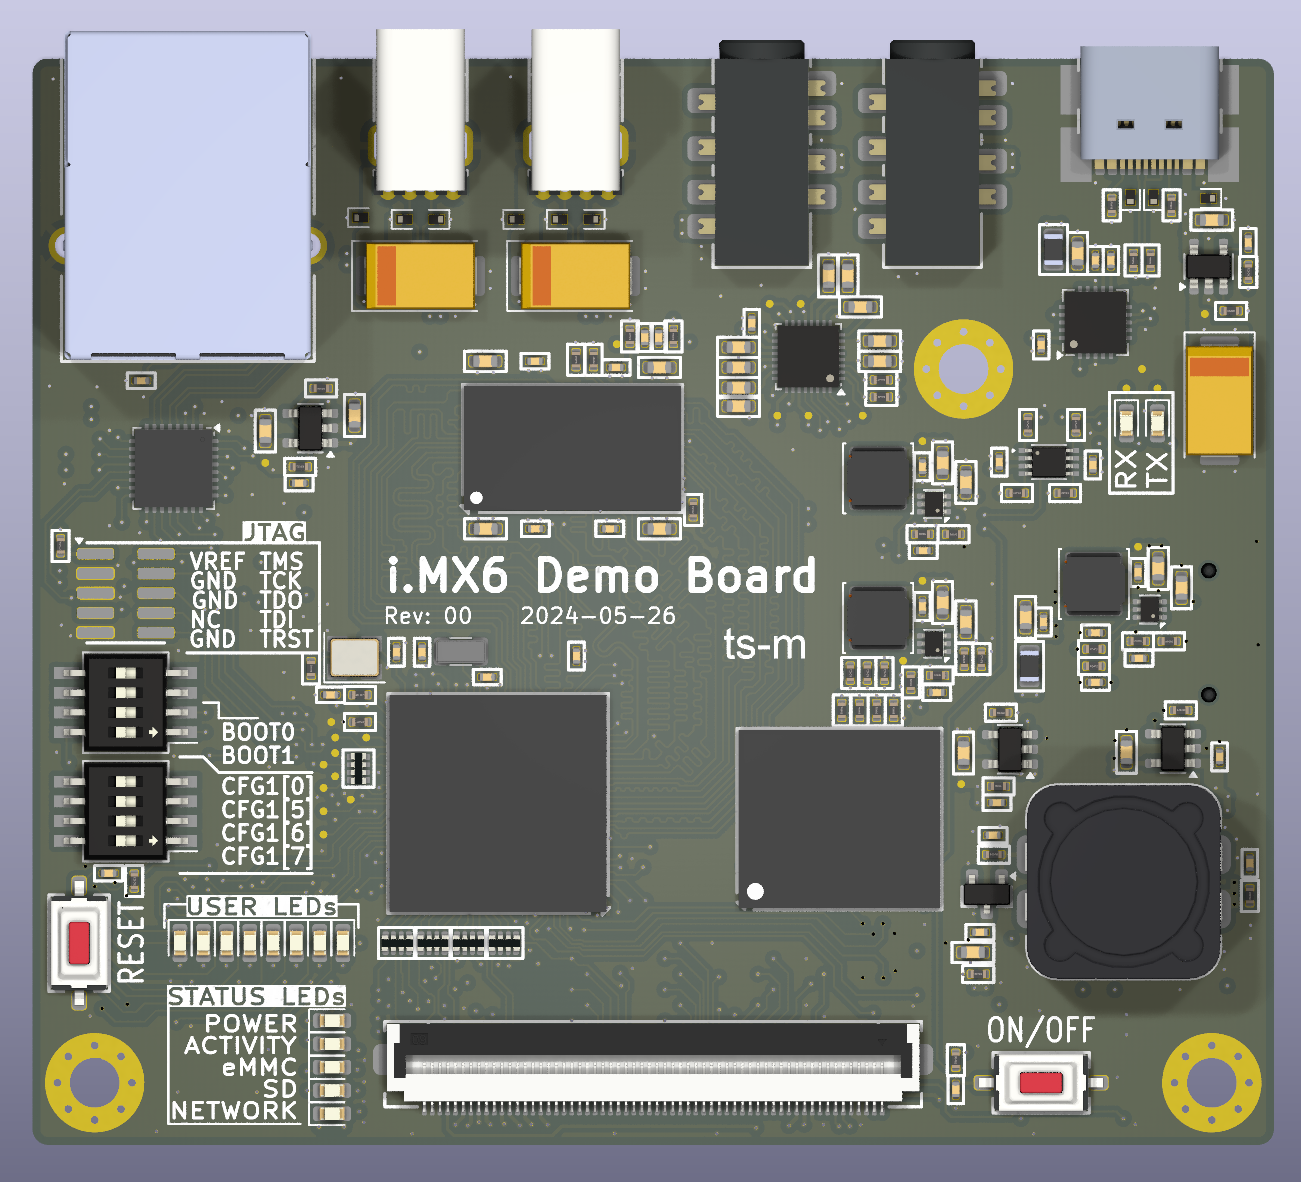 RX
TX
JTAG
VREF TMS
GND TCK
GND TDO
NC TDI
GND TRST
i.MX6 Demo Board
Rev: 00 2024-05-26
ts-m
BOOT0
BOOT1
CFG1[0]
CFG1[5]
CFG1[6]
CFG1[7]
RESET
USER LEDs
STATUS LEDs
POWER
ACTIVITY
eMMC
SD
NETWORK
ON/OFF